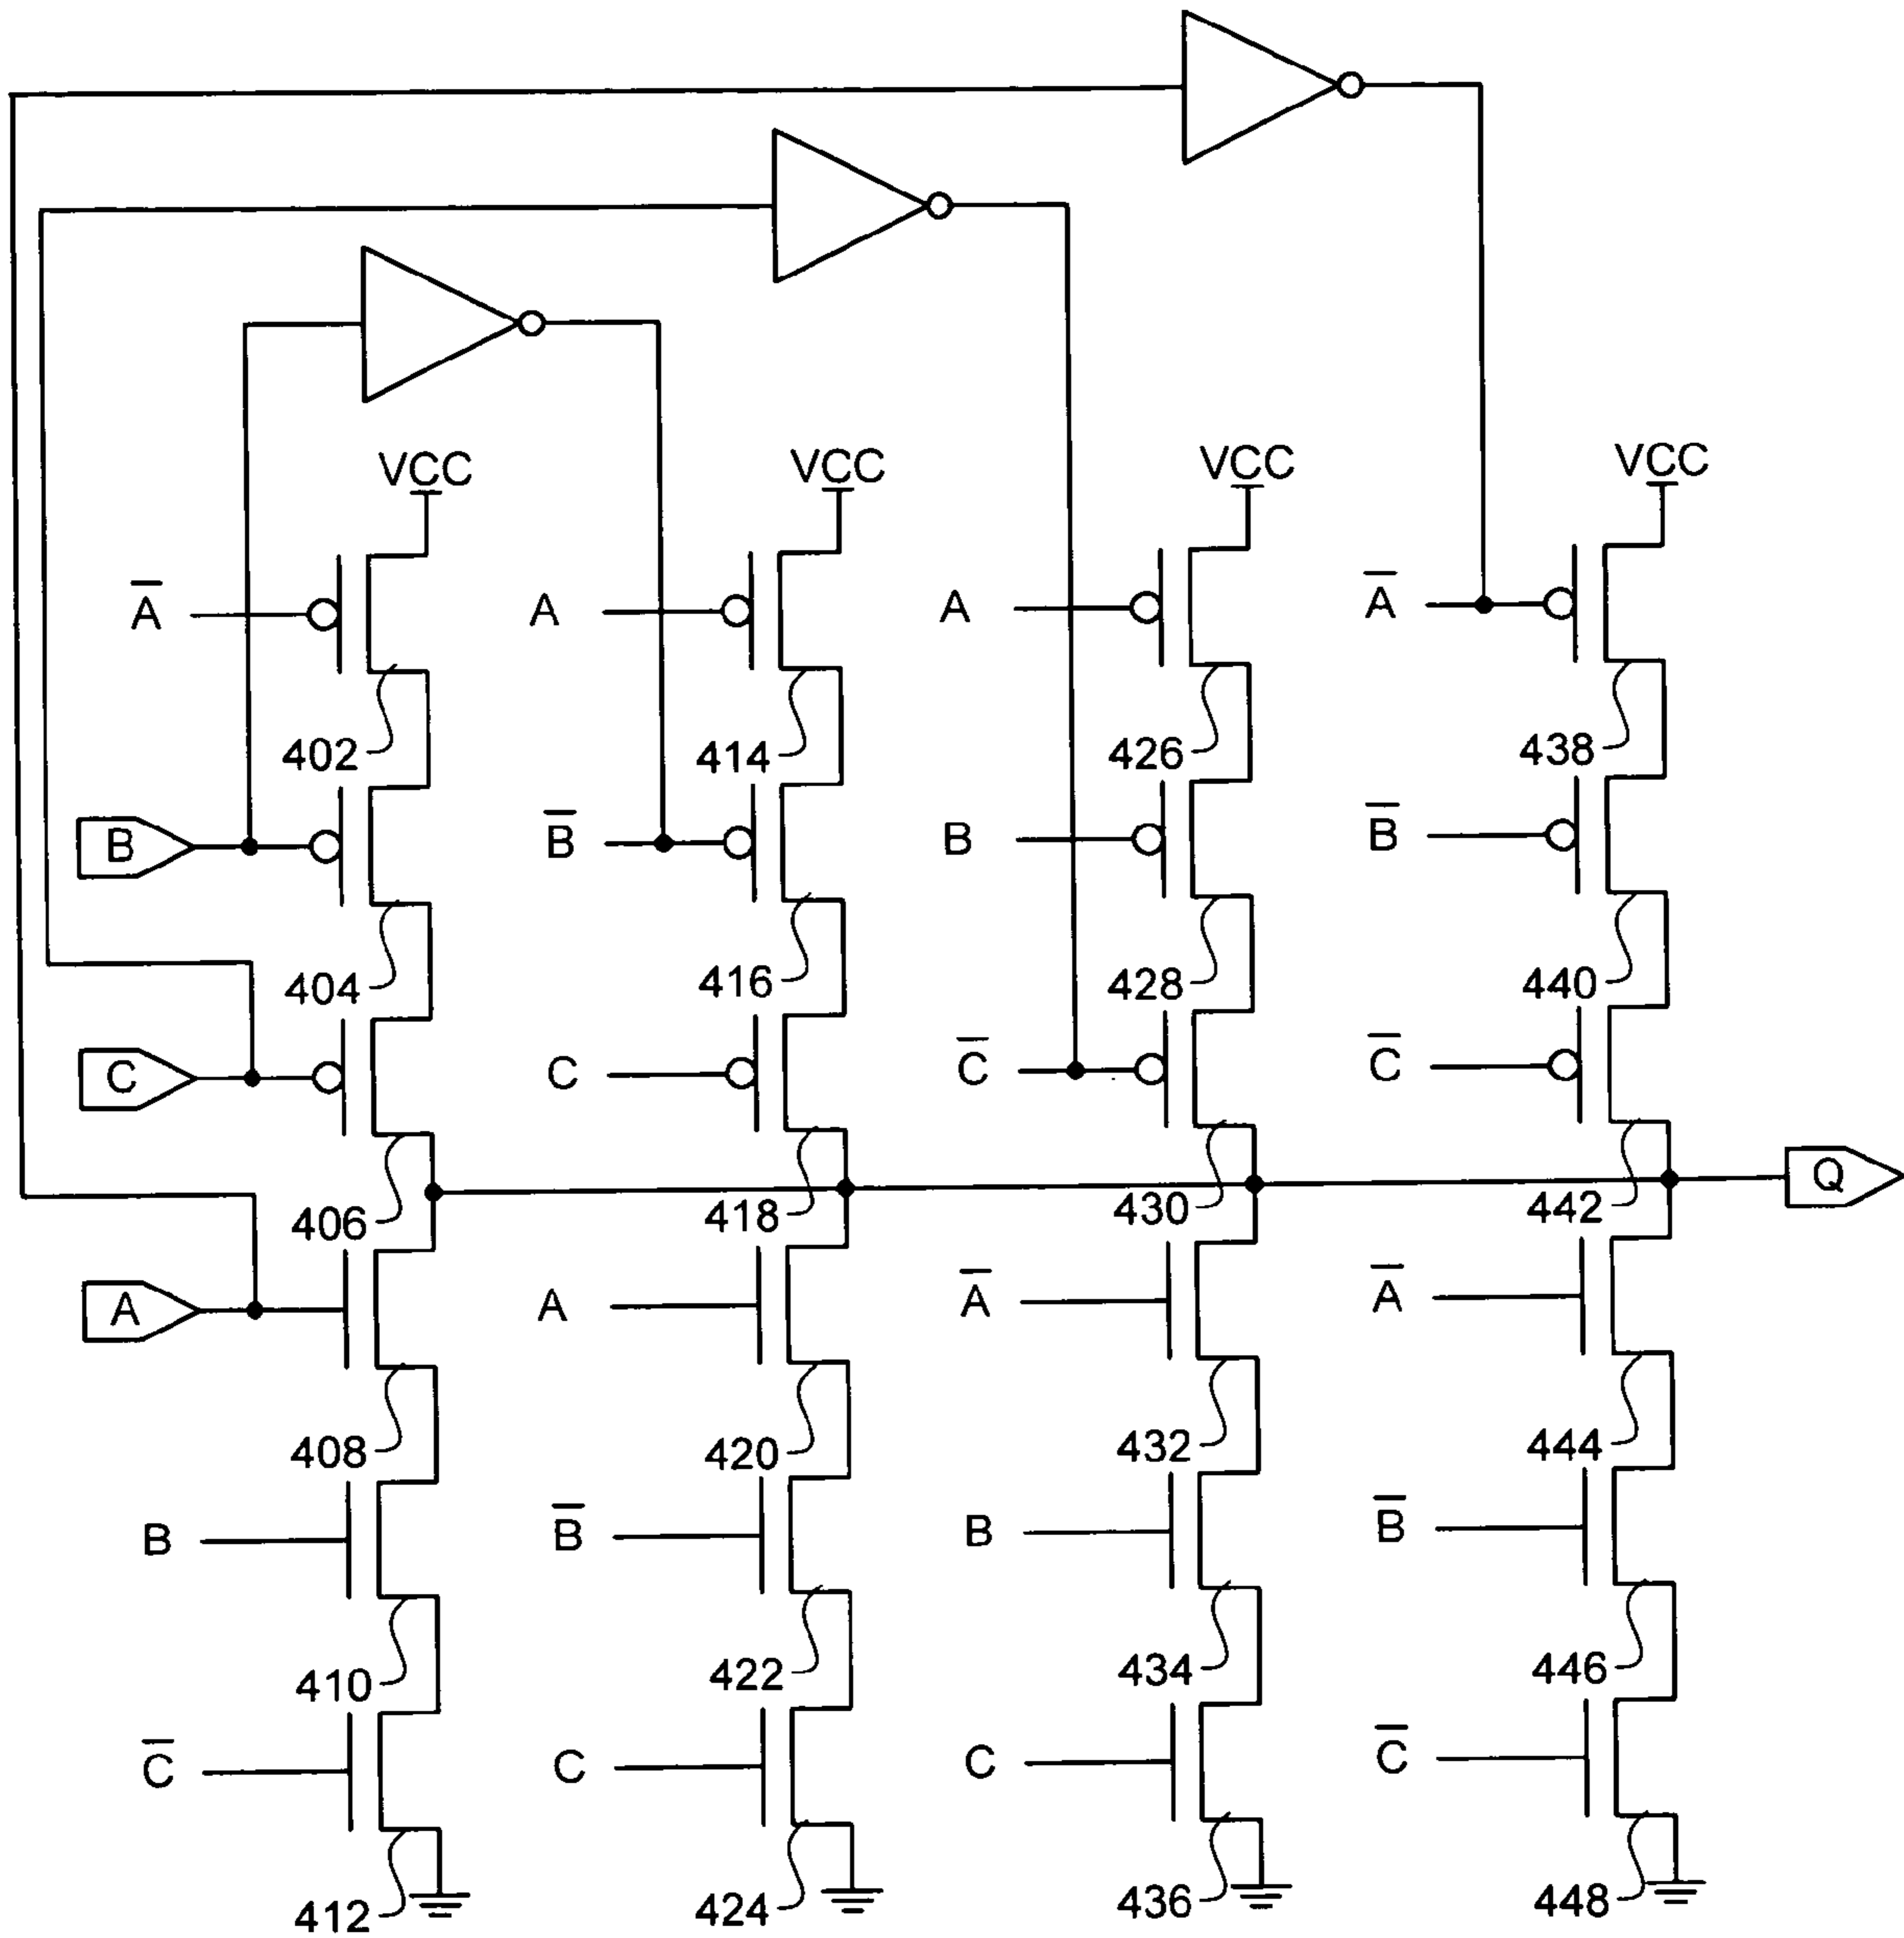 VCC VCC VCC VCC
A̅ A A A̅
402 414 426 438
B B̅ B B̅
404 416 428 440
C C C̅ C̅
406 418 430 442 Q
A A A̅ A̅
408 420 432 444
B B̅ B B̅
410 422 434 446
C̅ C C C̅
412 424 436 448